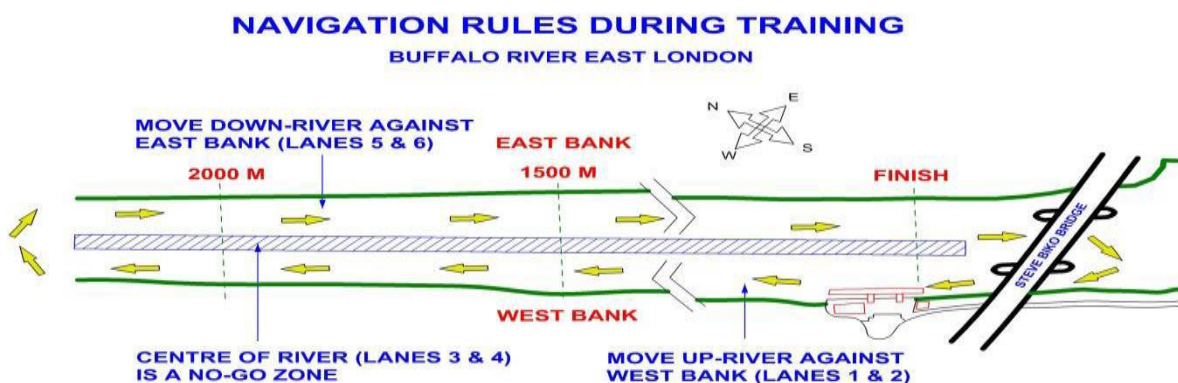 NAVIGATION RULES DURING TRAINING
BUFFALO RIVER EAST LONDON
N
E
W
S
MOVE DOWN-RIVER AGAINST
EAST BANK (LANES 5 & 6)
EAST BANK
2000 M
1500 M
FINISH
STEVE BIKO BRIDGE
WEST BANK
CENTRE OF RIVER (LANES 3 & 4)
IS A NO-GO ZONE
MOVE UP-RIVER AGAINST
WEST BANK (LANES 1 & 2)